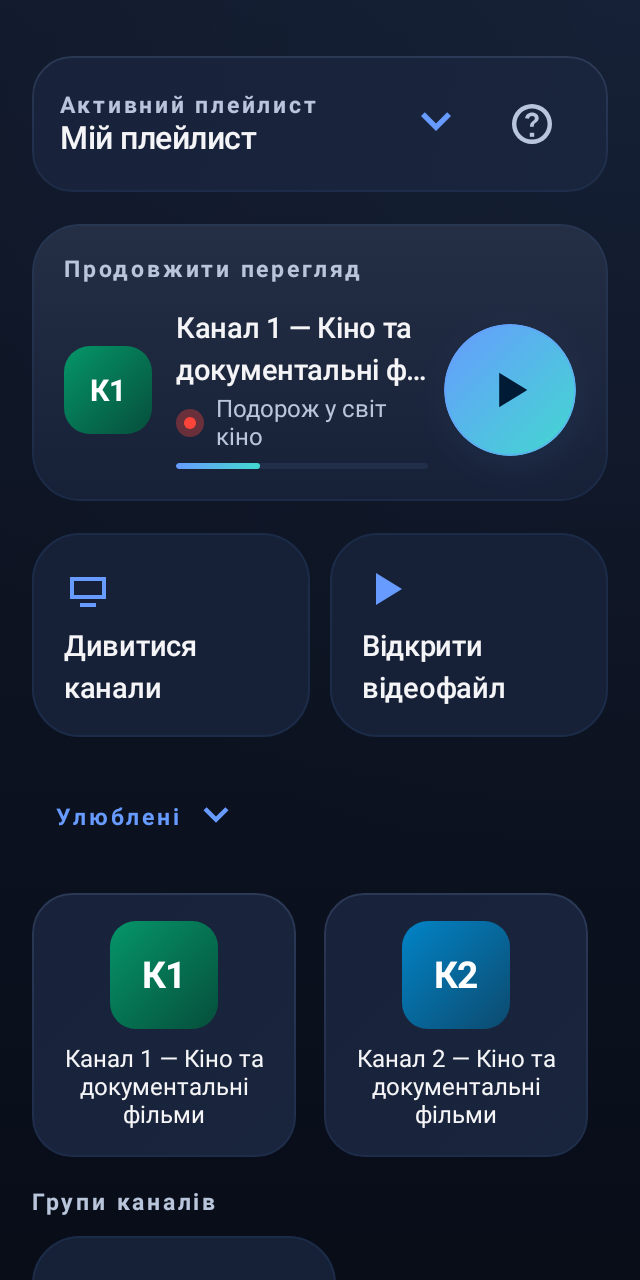 Активний плейлист
Мій плейлист
Продовжити перегляд
К1
Канал 1 — Кіно та
документальні ф…
Подорож у світ
кіно
Дивитися
канали
Відкрити
відеофайл
Улюблені
К1
Канал 1 — Кіно та
документальні
фільми
К2
Канал 2 — Кіно та
документальні
фільми
Групи каналів